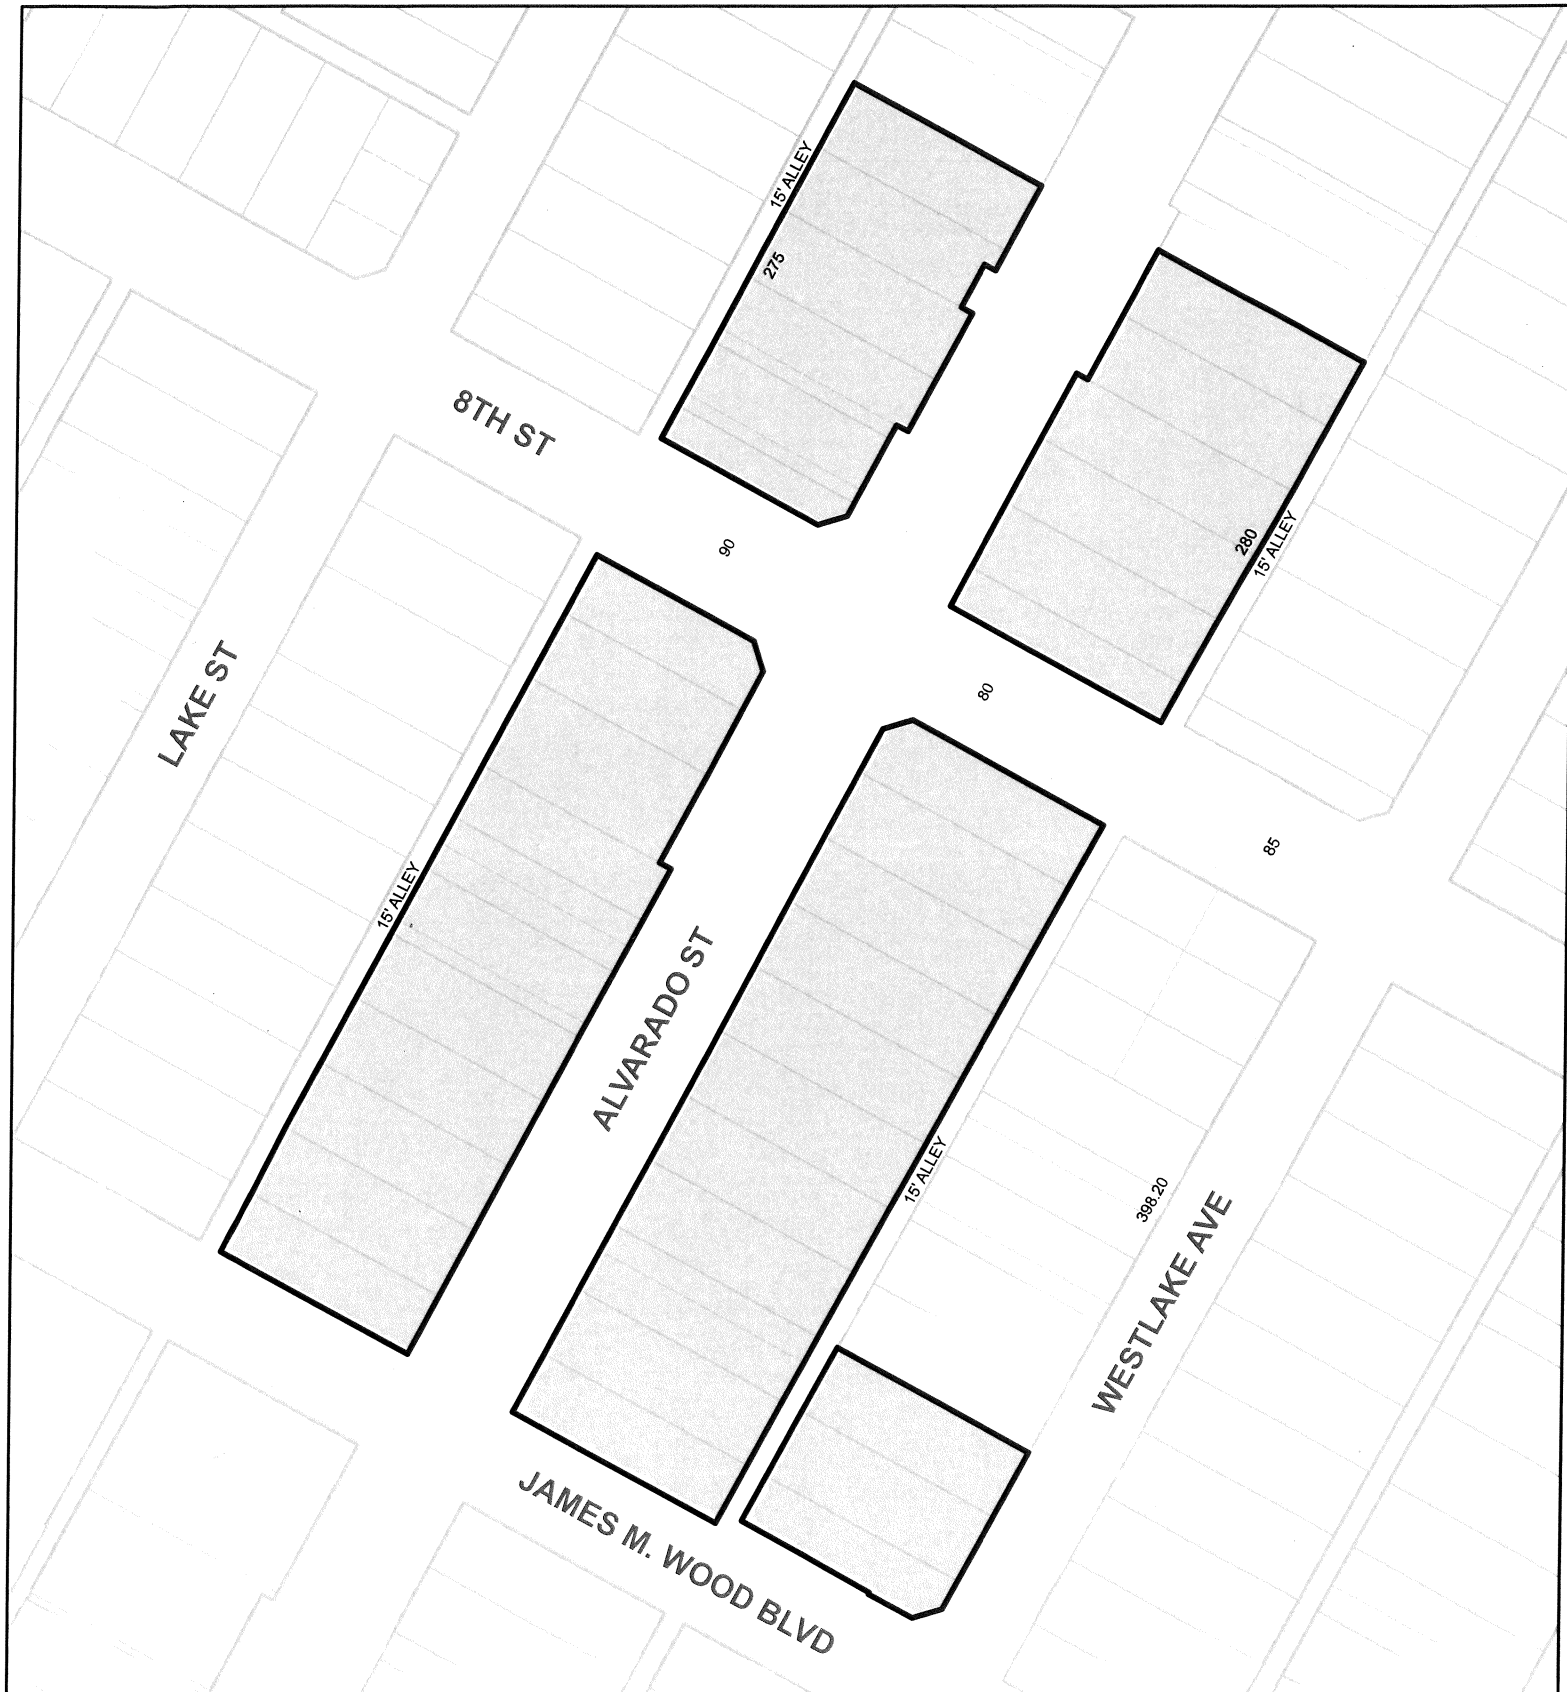 15' ALLEY
275
8TH ST
90
280
15' ALLEY
LAKE ST
80
85
15' ALLEY
ALVARADO ST
15' ALLEY
398.20
WESTLAKE AVE
JAMES M. WOOD BLVD